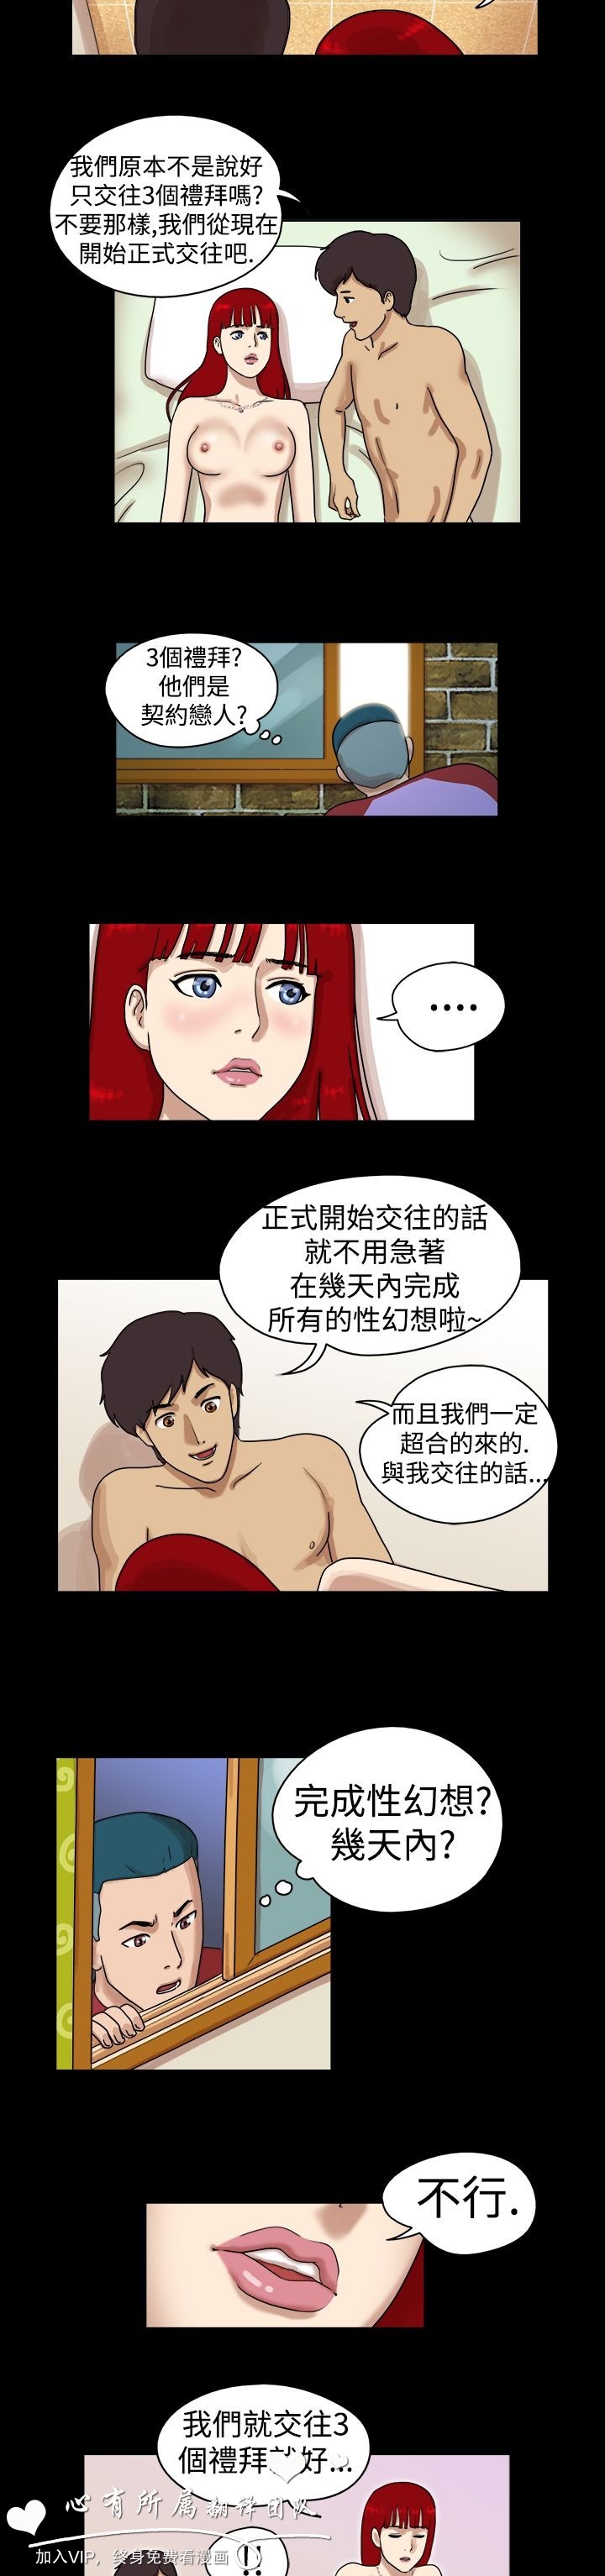 我們原本不是說好
只交往3個禮拜嗎?
不要那樣,我們從現在
開始正式交往吧.
3個禮拜?
他們是
契約戀人?
....
正式開始交往的話
就不用急著
在幾天內完成
所有的性幻想啦~
而且我們一定
超合的來的.
與我交往的話...
完成性幻想?
幾天內?
不行.
我們就交往3
個禮拜就好...
心有所属翻译团队
加入VIP，终身免费看漫画
!!